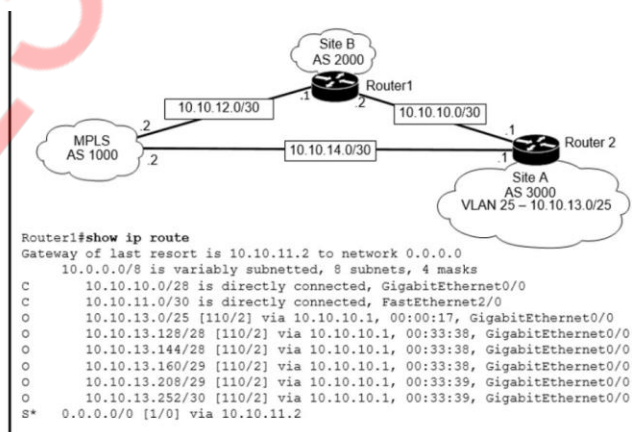 Site B
AS 2000
Router1
.1
.2
10.10.12.0/30
10.10.10.0/30
.2
MPLS
AS 1000
.2
10.10.14.0/30
.1
.1
Router 2
Site A
AS 3000
VLAN 25 – 10.10.13.0/25
Router1#show ip route
Gateway of last resort is 10.10.11.2 to network 0.0.0.0
10.0.0.0/8 is variably subnetted, 8 subnets, 4 masks
C 10.10.10.0/28 is directly connected, GigabitEthernet0/0
C 10.10.11.0/30 is directly connected, FastEthernet2/0
O 10.10.13.0/25 [110/2] via 10.10.10.1, 00:00:17, GigabitEthernet0/0
O 10.10.13.128/28 [110/2] via 10.10.10.1, 00:33:38, GigabitEthernet0/0
O 10.10.13.144/28 [110/2] via 10.10.10.1, 00:33:38, GigabitEthernet0/0
O 10.10.13.160/29 [110/2] via 10.10.10.1, 00:33:38, GigabitEthernet0/0
O 10.10.13.208/29 [110/2] via 10.10.10.1, 00:33:39, GigabitEthernet0/0
O 10.10.13.252/30 [110/2] via 10.10.10.1, 00:33:39, GigabitEthernet0/0
S* 0.0.0.0/0 [1/0] via 10.10.11.2